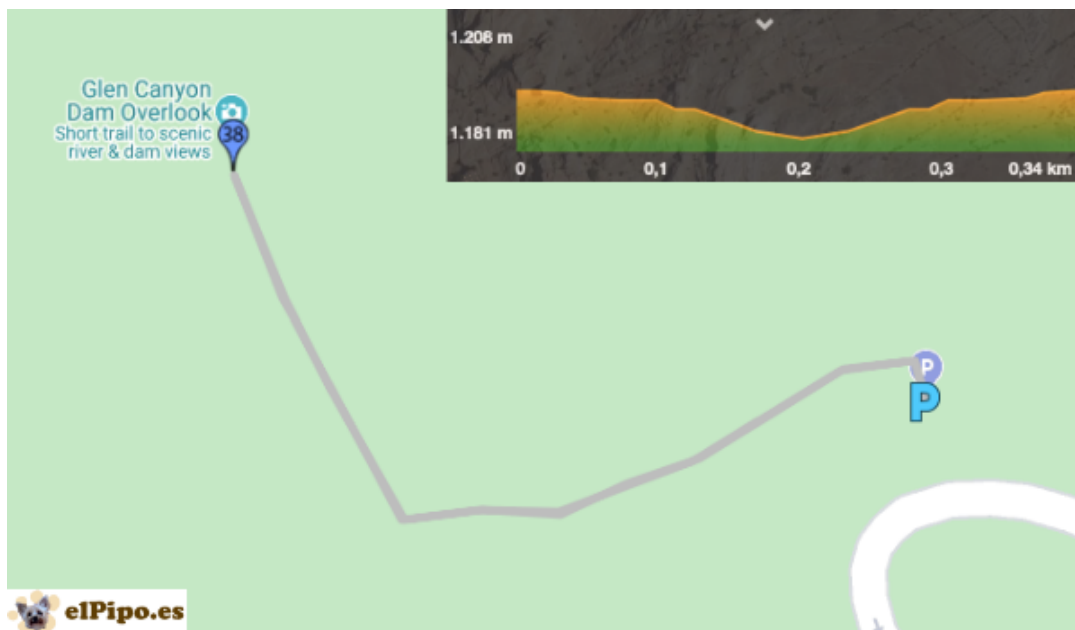 Glen Canyon
Dam Overlook
Short trail to scenic
river & dam views
38
1.208 m
1.181 m
0 0,1 0,2 0,3 0,34 km
P
P
elPipo.es